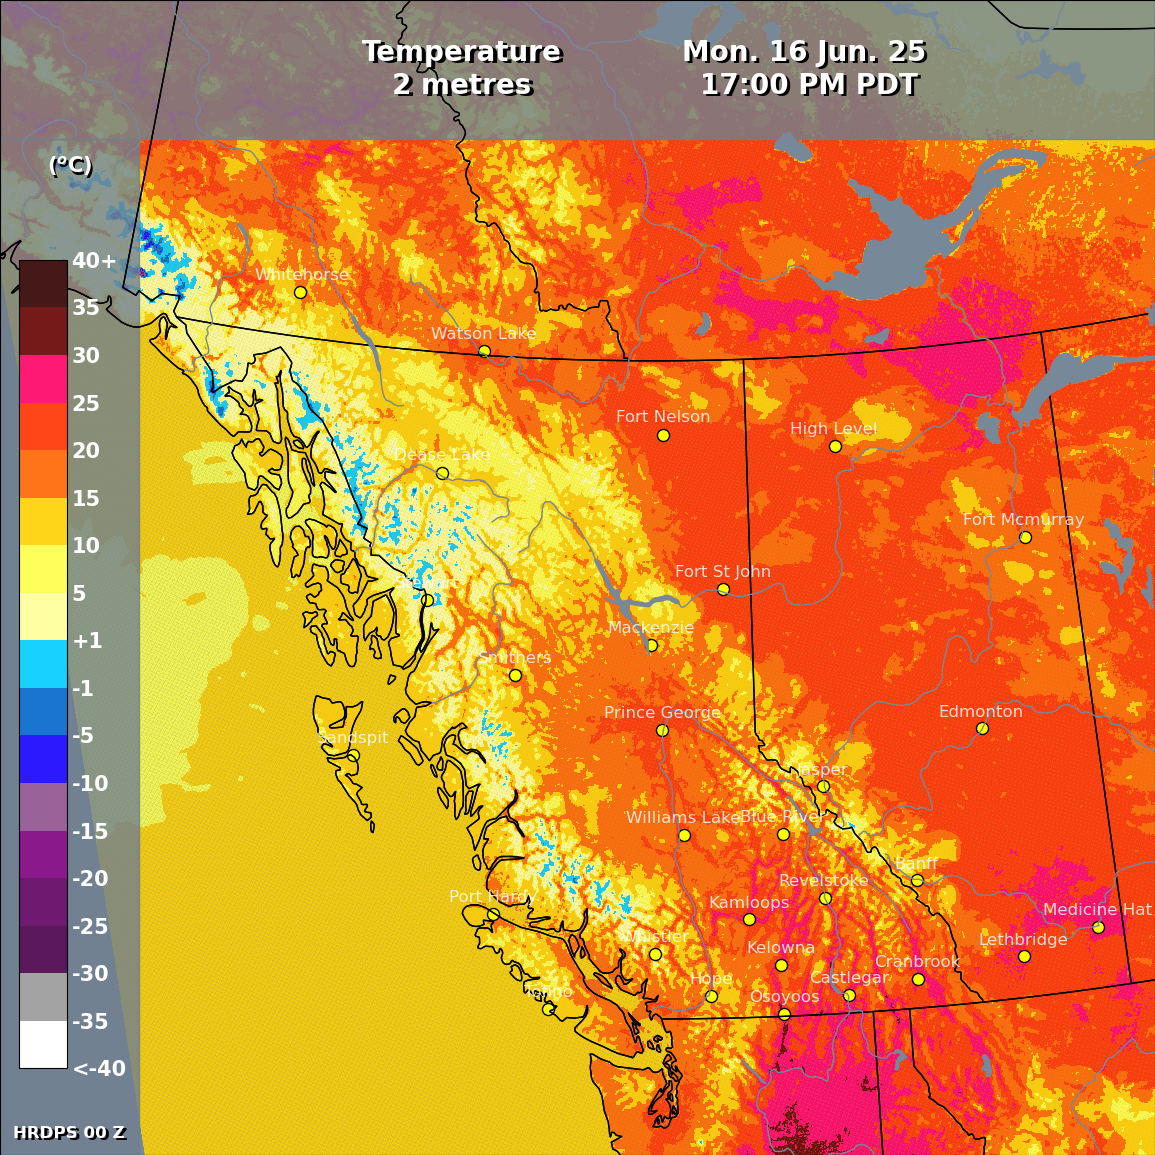 Temperature
2 metres
Mon. 16 Jun. 25
17:00 PM PDT
(ºC)
40+
35
30
25
20
15
10
5
+1
-1
-5
-10
-15
-20
-25
-30
-35
<-40
HRDPS 00 Z
Whitehorse
Watson Lake
Fort Nelson
High Level
Dease Lake
Fort Mcmurray
Fort St John
Mackenzie
Smithers
Prince George
Edmonton
Sandspit
Jasper
Williams Lake
Blue River
Banff
Revelstoke
Port Hardy
Kamloops
Medicine Hat
Whistler
Kelowna
Lethbridge
Cranbrook
Hope
Castlegar
Tofino
Osoyoos